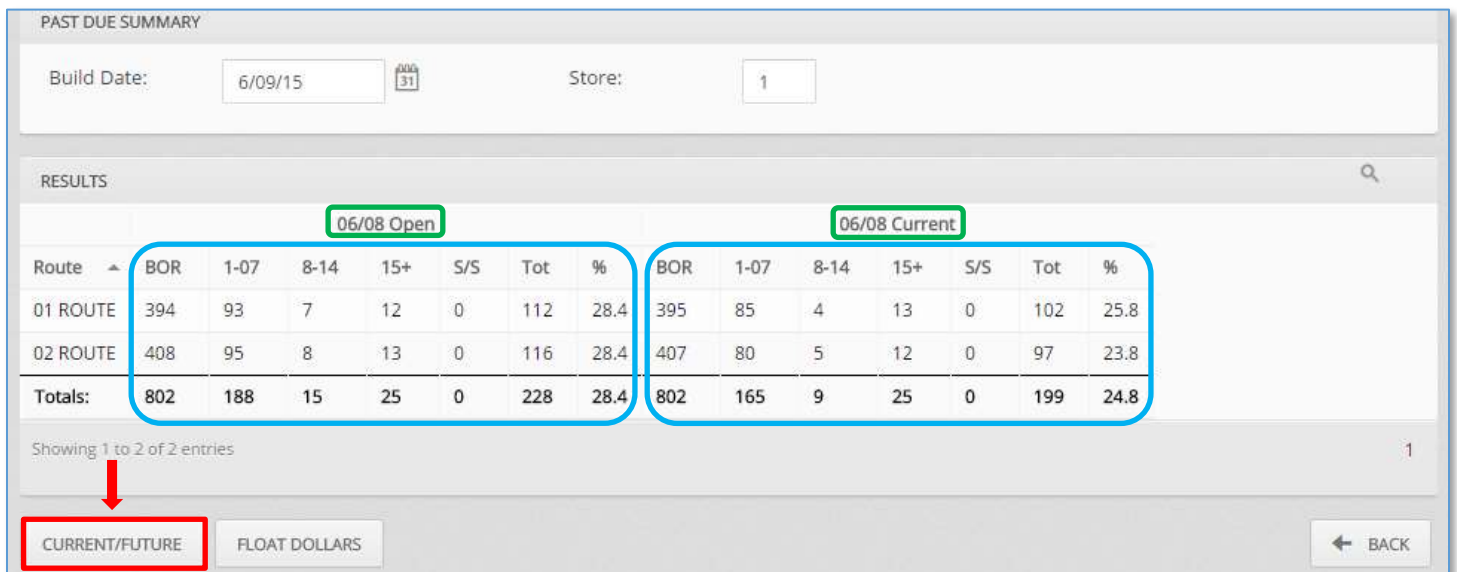 PAST DUE SUMMARY
Build Date: 6/09/15 31 Store: 1
RESULTS
06/08 Open 06/08 Current
Route BOR 1-07 8-14 15+ S/S Tot % BOR 1-07 8-14 15+ S/S Tot %
01 ROUTE 394 93 7 12 0 112 28.4 395 85 4 13 0 102 25.8
02 ROUTE 408 95 8 13 0 116 28.4 407 80 5 12 0 97 23.8
Totals: 802 188 15 25 0 228 28.4 802 165 9 25 0 199 24.8
Showing 1 to 2 of 2 entries 1
CURRENT/FUTURE FLOAT DOLLARS BACK